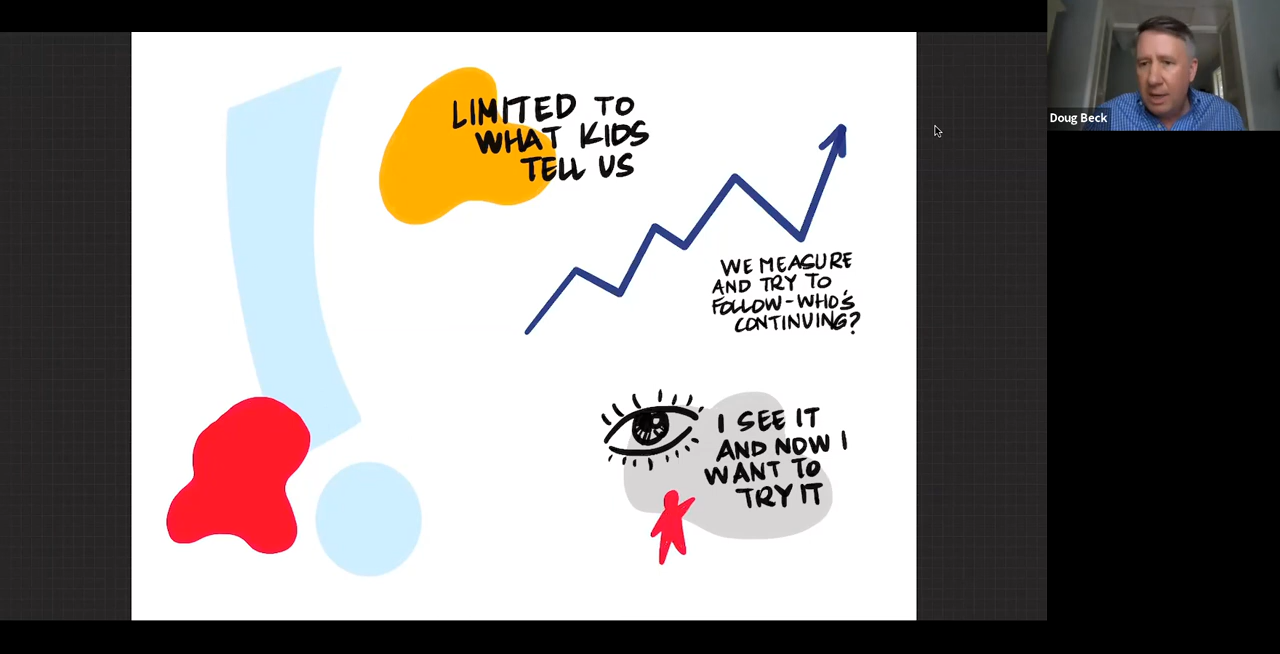 LIMITED TO
WHAT KIDS
TELL US
WE MEASURE
AND TRY TO
FOLLOW - WHO'S
CONTINUING?
I SEE IT
AND NOW I
WANT TO
TRY IT
Doug Beck